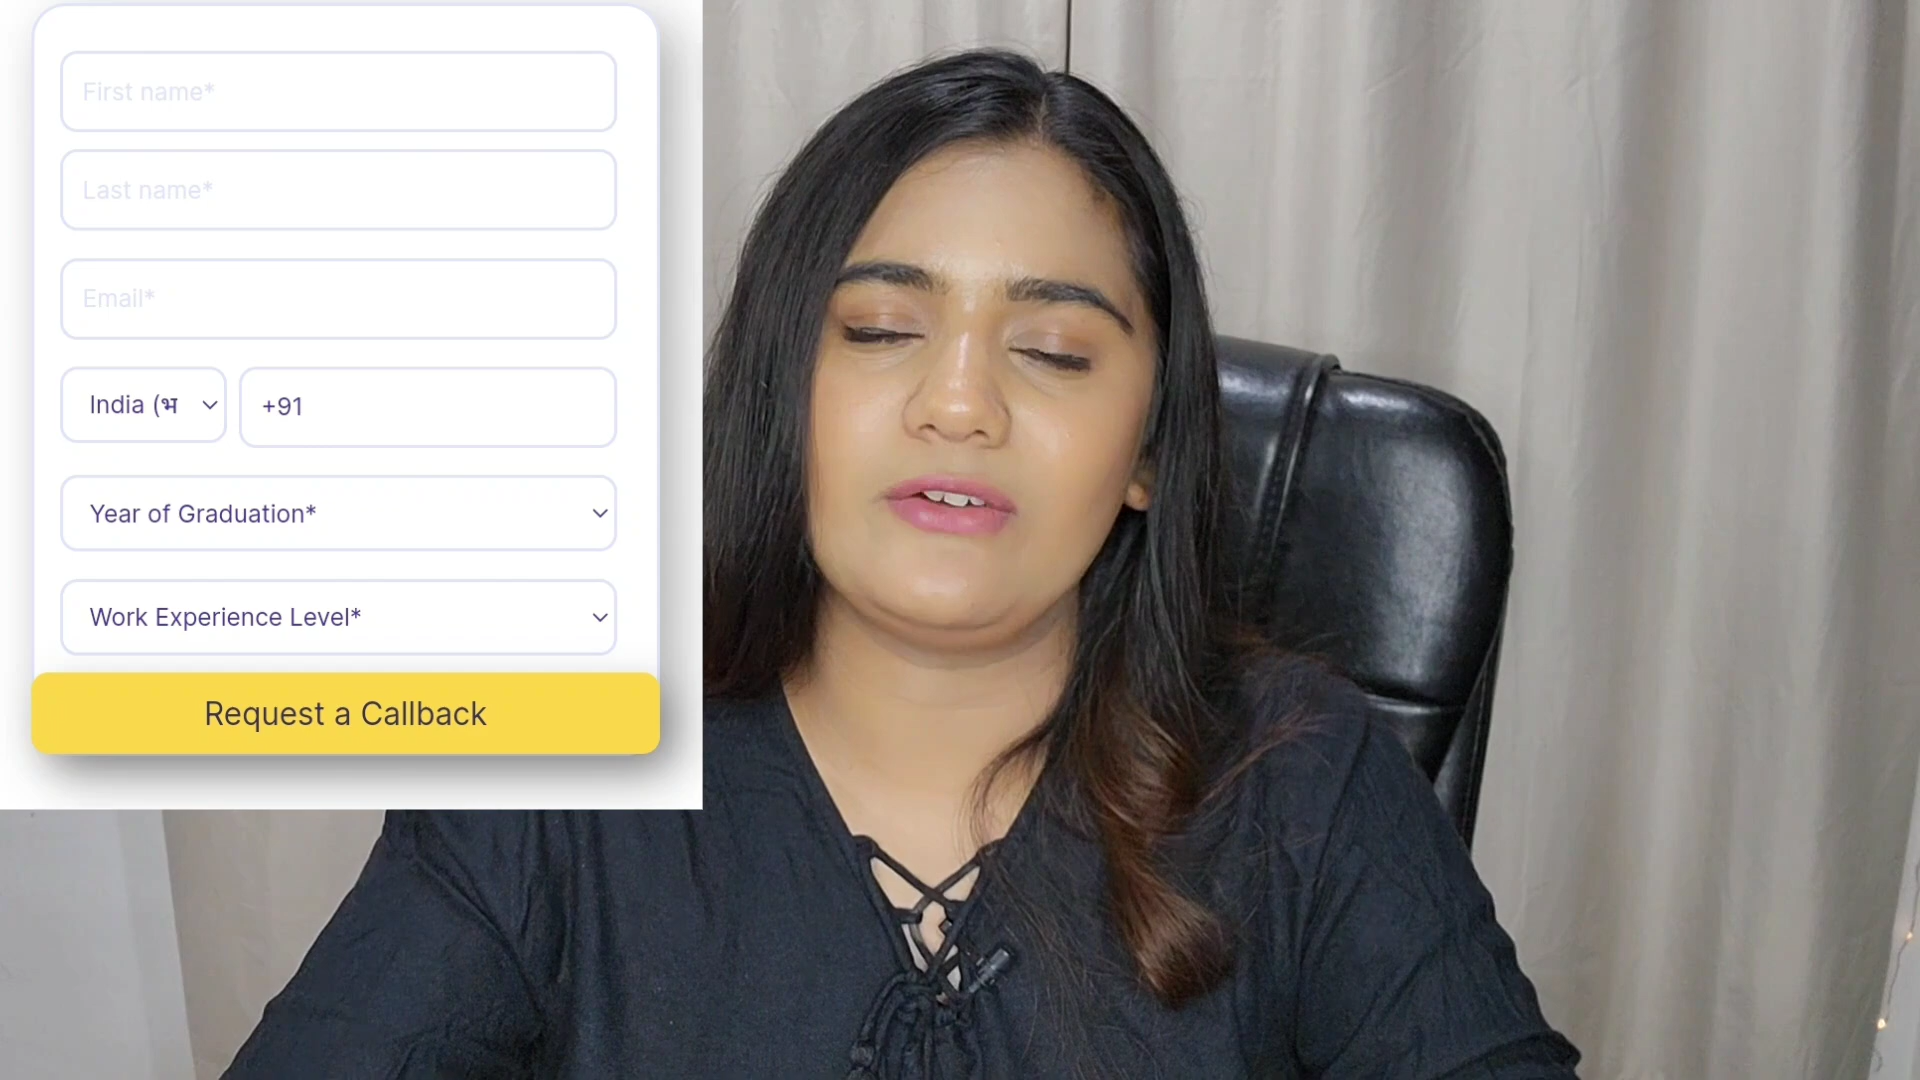 First name*
Last name*
Email*
India (भ
+91
Year of Graduation*
Work Experience Level*
Request a Callback